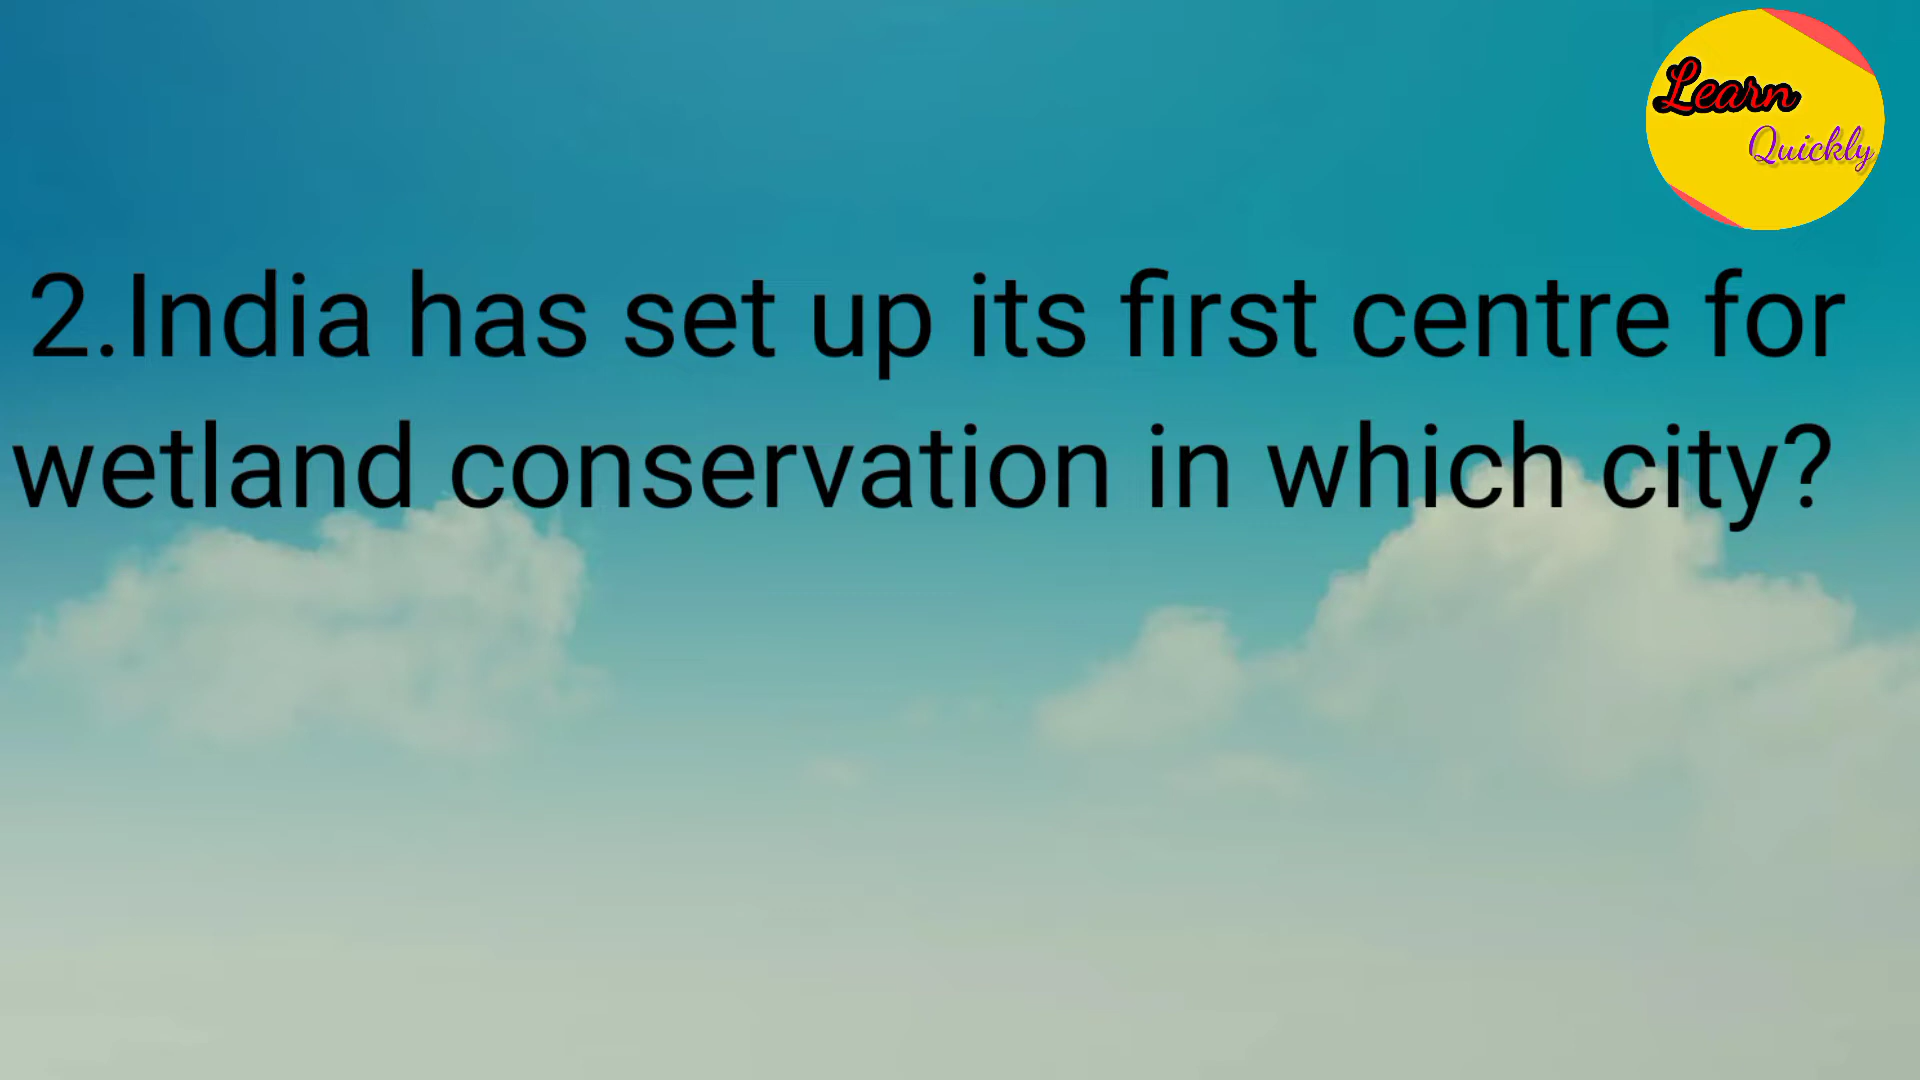 Learn
Quickly
2.India has set up its first centre for
wetland conservation in which city?